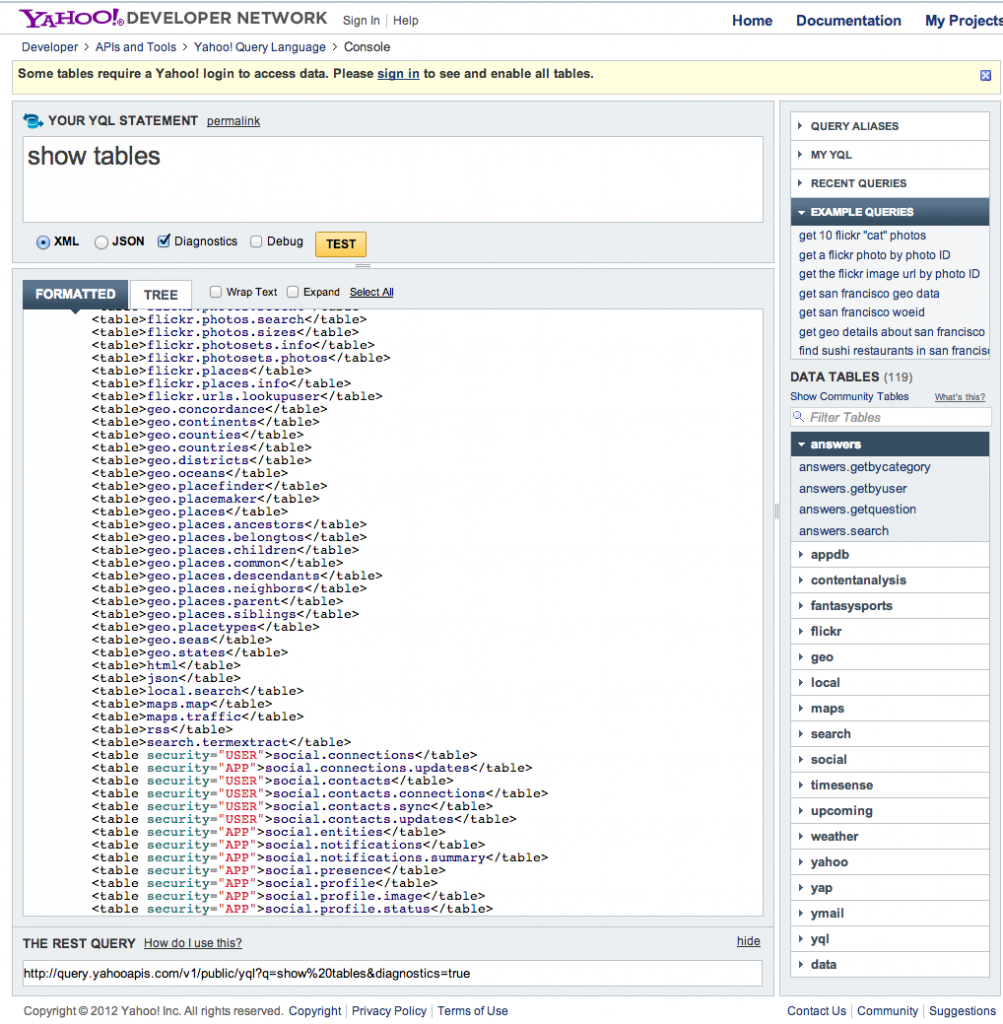 YAHOO! DEVELOPER NETWORK Sign In | Help
Home Documentation My Projects
Developer > APIs and Tools > Yahoo! Query Language > Console
Some tables require a Yahoo! login to access data. Please sign in to see and enable all tables.
YOUR YQL STATEMENT permalink
show tables
XML JSON Diagnostics Debug TEST
FORMATTED TREE Wrap Text Expand Select All
<table>flickr.photos.search</table>
<table>flickr.photos.sizes</table>
<table>flickr.photosets.info</table>
<table>flickr.photosets.photos</table>
<table>flickr.places</table>
<table>flickr.places.info</table>
<table>flickr.urls.lookupuser</table>
<table>geo.concordance</table>
<table>geo.continents</table>
<table>geo.counties</table>
<table>geo.countries</table>
<table>geo.districts</table>
<table>geo.oceans</table>
<table>geo.placefinder</table>
<table>geo.placemaker</table>
<table>geo.places</table>
<table>geo.places.ancestors</table>
<table>geo.places.belongtos</table>
<table>geo.places.children</table>
<table>geo.places.common</table>
<table>geo.places.descendants</table>
<table>geo.places.neighbors</table>
<table>geo.places.parent</table>
<table>geo.places.siblings</table>
<table>geo.placetypes</table>
<table>geo.seas</table>
<table>geo.states</table>
<table>html</table>
<table>json</table>
<table>local.search</table>
<table>maps.map</table>
<table>maps.traffic</table>
<table>rss</table>
<table>search.termextract</table>
<table security="USER">social.connections</table>
<table security="APP">social.connections.updates</table>
<table security="USER">social.contacts</table>
<table security="USER">social.contacts.connections</table>
<table security="USER">social.contacts.sync</table>
<table security="USER">social.contacts.updates</table>
<table security="APP">social.entities</table>
<table security="APP">social.notifications</table>
<table security="APP">social.notifications.summary</table>
<table security="APP">social.presence</table>
<table security="APP">social.profile</table>
<table security="APP">social.profile.image</table>
<table security="APP">social.profile.status</table>
THE REST QUERY How do I use this? hide
http://query.yahooapis.com/v1/public/yql?q=show%20tables&diagnostics=true
QUERY ALIASES
MY YQL
RECENT QUERIES
EXAMPLE QUERIES
get 10 flickr "cat" photos
get a flickr photo by photo ID
get the flickr image url by photo ID
get san francisco geo data
get san francisco woeid
get geo details about san francisco
find sushi restaurants in san francis
DATA TABLES (119)
Show Community Tables What's this?
Filter Tables
answers
answers.getbycategory
answers.getbyuser
answers.getquestion
answers.search
appdb
contentanalysis
fantasysports
flickr
geo
local
maps
search
social
timesense
upcoming
weather
yahoo
yap
ymail
yql
data
Copyright © 2012 Yahoo! Inc. All rights reserved. Copyright | Privacy Policy | Terms of Use
Contact Us | Community | Suggestions